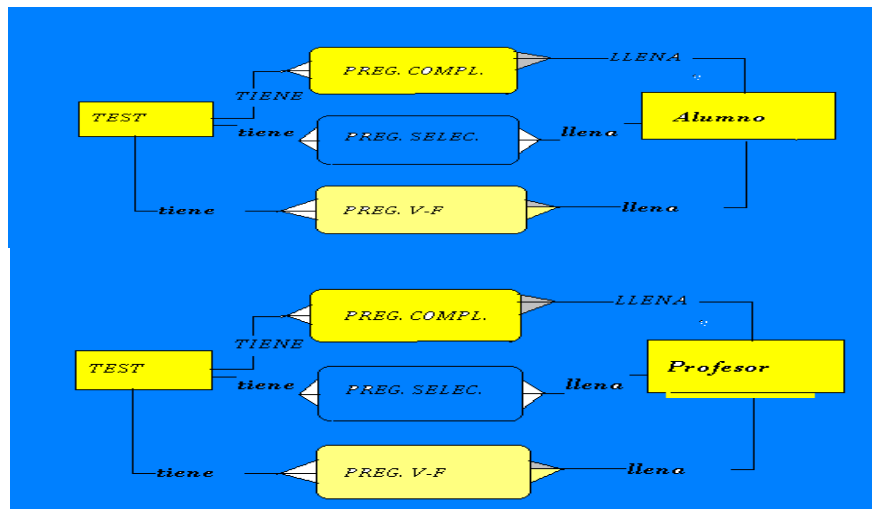 PREG. COMPL.
LLENA
TIENE
TEST
Alumno
tiene
PREG. SELEC.
llena
tiene
PREG. V-F
llena
PREG. COMPL.
LLENA
TIENE
TEST
Profesor
tiene
PREG. SELEC.
llena
tiene
PREG. V-F
llena